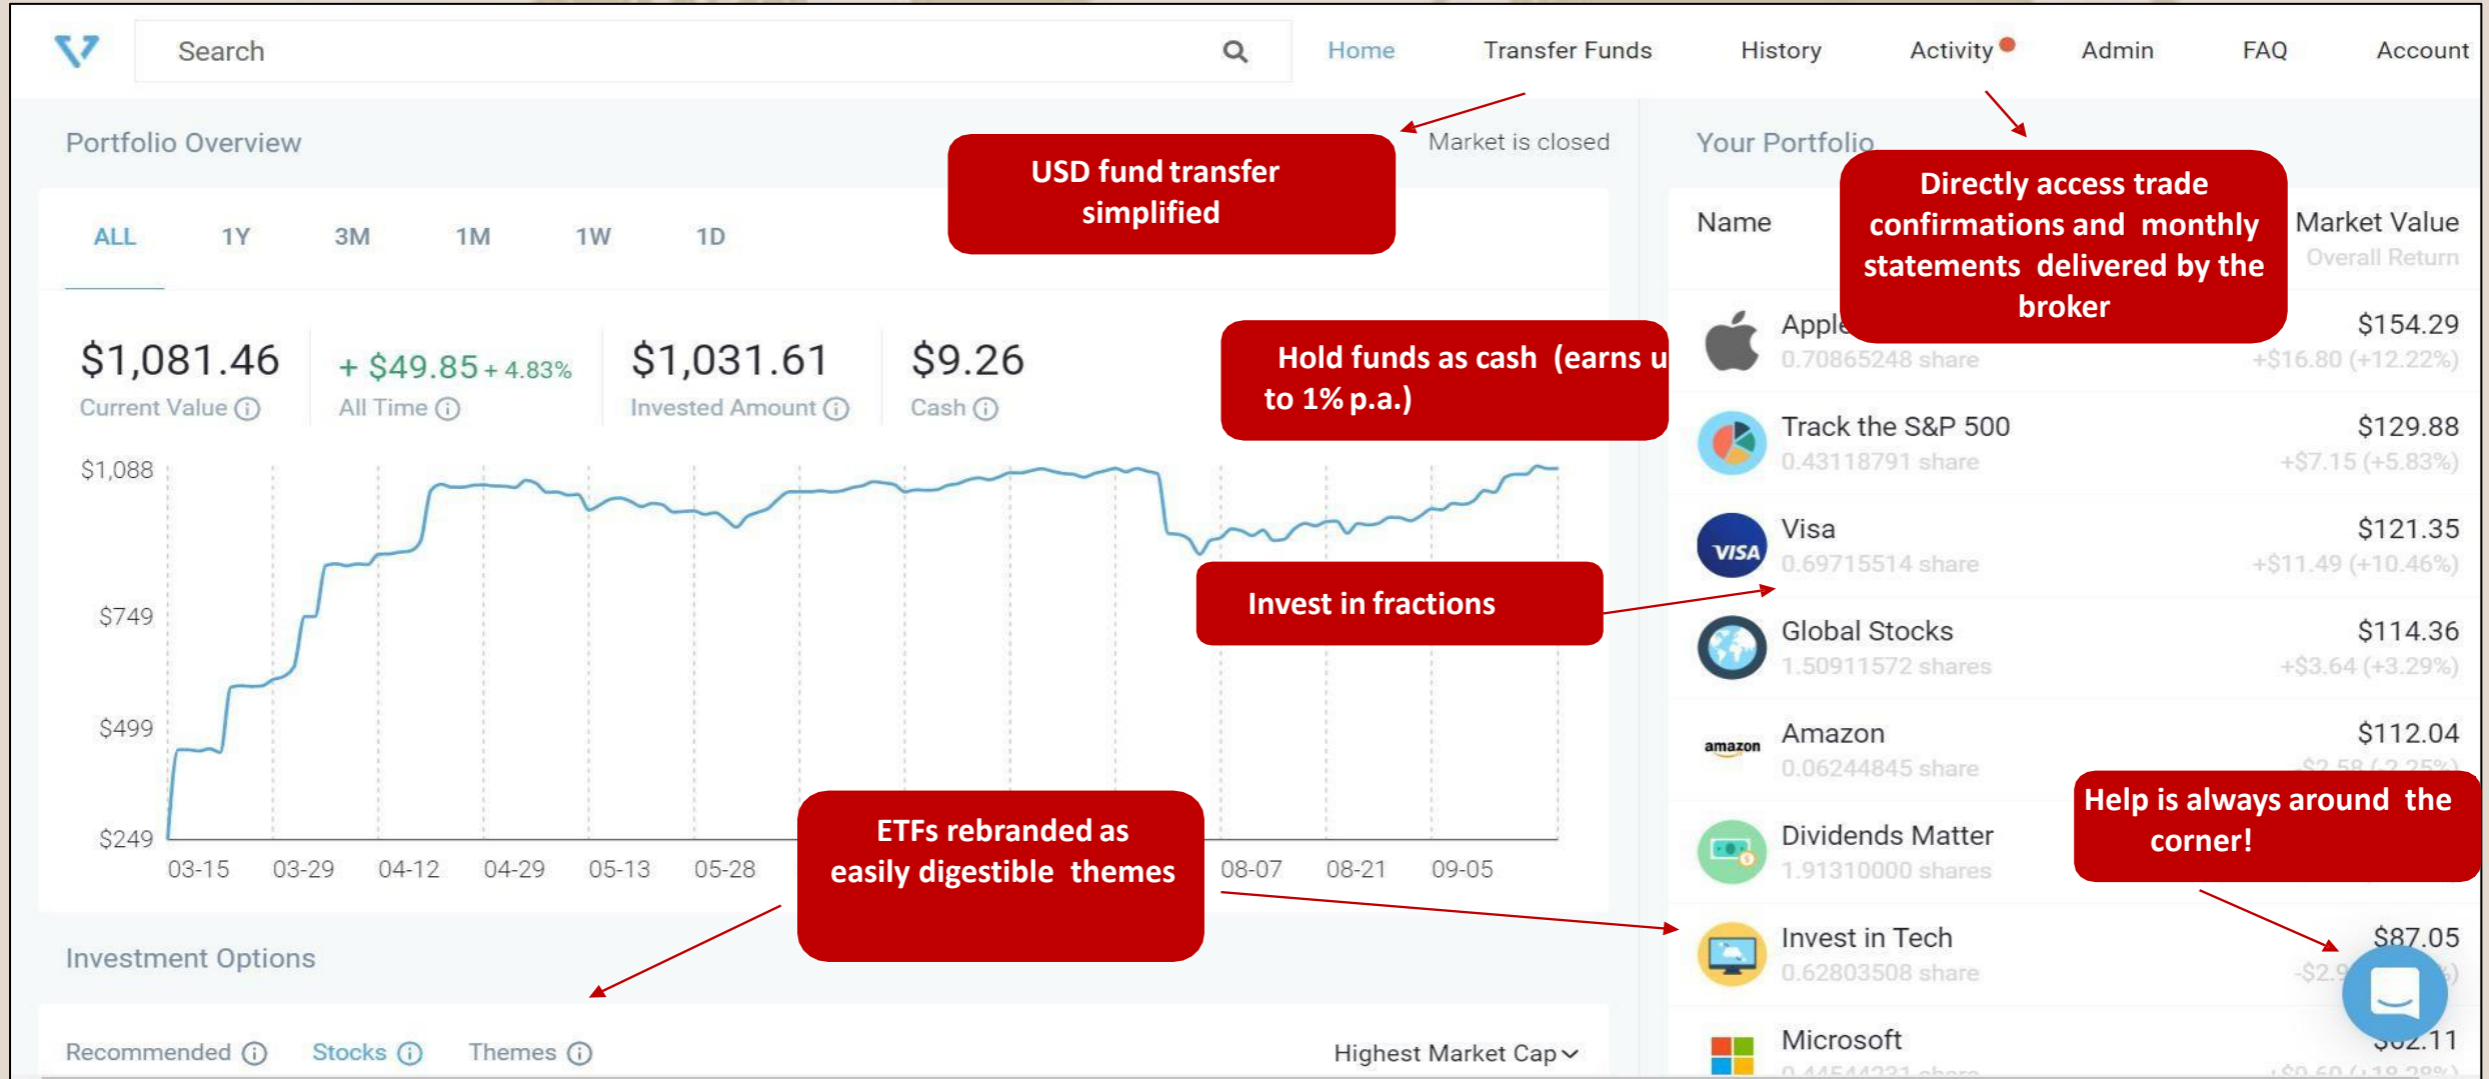 Search
Home
Transfer Funds
History
Activity
Admin
FAQ
Account
Portfolio Overview
Market is closed
USD fund transfer
simplified
ALL
1Y
3M
1M
1W
1D
$1,081.46
Current Value
+ $49.85 + 4.83%
All Time
$1,031.61
Invested Amount
$9.26
Cash
Hold funds as cash (earns u
to 1% p.a.)
$1,088
$749
$499
$249
03-15
03-29
04-12
04-29
05-13
05-28
08-07
08-21
09-05
Invest in fractions
ETFs rebranded as
easily digestible themes
Investment Options
Recommended
Stocks
Themes
Highest Market Cap
Your Portfolio
Directly access trade
confirmations and monthly
statements delivered by the
broker
Name
Market Value
Overall Return
Apple
$154.29
0.70865248 share
+$16.80 (+12.22%)
Track the S&P 500
$129.88
0.43118791 share
+$7.15 (+5.83%)
VISA
Visa
$121.35
0.69715514 share
+$11.49 (+10.46%)
Global Stocks
$114.36
1.50911572 shares
+$3.64 (+3.29%)
amazon
Amazon
$112.04
0.06244845 share
-$2.58 (-2.25%)
Help is always around the
corner!
Dividends Matter
1.91310000 shares
Invest in Tech
$87.05
0.62803508 share
Microsoft
0.44544231 share